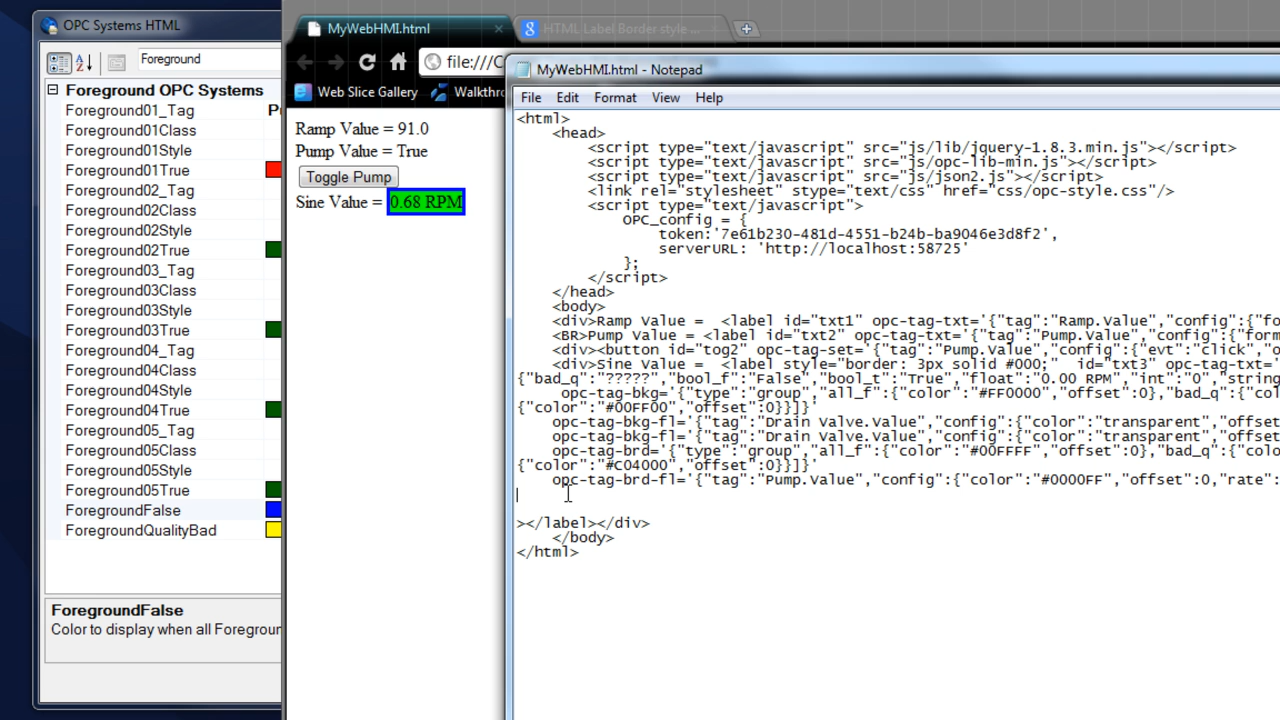 OPC Systems HTML
Foreground
Foreground OPC Systems
Foreground01_Tag
Foreground01Class
Foreground01Style
Foreground01True
Foreground02_Tag
Foreground02Class
Foreground02Style
Foreground02True
Foreground03_Tag
Foreground03Class
Foreground03Style
Foreground03True
Foreground04_Tag
Foreground04Class
Foreground04Style
Foreground04True
Foreground05_Tag
Foreground05Class
Foreground05Style
Foreground05True
ForegroundFalse
ForegroundQualityBad
ForegroundFalse
Color to display when all Foregroun
MyWebHMI.html
HTML Label Border style ...
file:///C
Web Slice Gallery
Walkthro
Ramp Value = 91.0
Pump Value = True
Toggle Pump
Sine Value = 0.68 RPM
MyWebHMI.html - Notepad
File Edit Format View Help
<html>
<head>
<script type="text/javascript" src="js/lib/jquery-1.8.3.min.js"></script>
<script type="text/javascript" src="js/opc-lib-min.js"></script>
<script type="text/javascript" src="js/json2.js"></script>
<link rel="stylesheet" stype="text/css" href="css/opc-style.css"/>
<script type="text/javascript">
OPC_config = {
token:'7e61b230-481d-4551-b24b-ba9046e3d8f2',
serverURL: 'http://localhost:58725'
};
</script>
</head>
<body>
<div>Ramp Value =  <label id="txt1" opc-tag-txt='{"tag":"Ramp.Value","config":{"fo
<BR>Pump Value = <label id="txt2" opc-tag-txt='{"tag":"Pump.Value","config":{"form
<div><button id="tog2" opc-tag-set='{"tag":"Pump.Value","config":{"evt":"click","o
<div>Sine Value =  <label style="border: 3px solid #000;"  id="txt3" opc-tag-txt='
{"bad_q":"?????","bool_f":"False","bool_t":"True","float":"0.00 RPM","int":"0","string
opc-tag-bkg='{"type":"group","all_f":{"color":"#FF0000","offset":0},"bad_q":{"col
{"color":"#00FF00","offset":0}}]}'
opc-tag-bkg-fl='{"tag":"Drain Valve.Value","config":{"color":"transparent","offset
opc-tag-bkg-fl='{"tag":"Drain Valve.Value","config":{"color":"transparent","offset
opc-tag-brd='{"type":"group","all_f":{"color":"#00FFFF","offset":0},"bad_q":{"colo
{"color":"#C04000","offset":0}}]}'
opc-tag-brd-fl='{"tag":"Pump.Value","config":{"color":"#0000FF","offset":0,"rate":
></label></div>
</body>
</html>